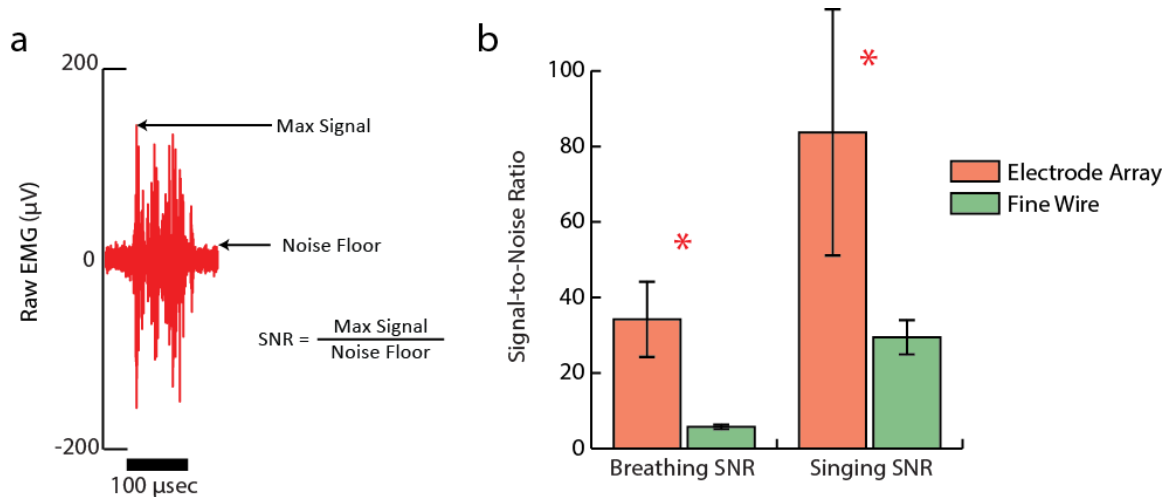 a
200
Max Signal
Noise Floor
0
Raw EMG (µV)
SNR = Max Signal
Noise Floor
-200
100 µsec
b
100
80
60
40
20
0
Signal-to-Noise Ratio
*
*
Breathing SNR
Singing SNR
Electrode Array
Fine Wire